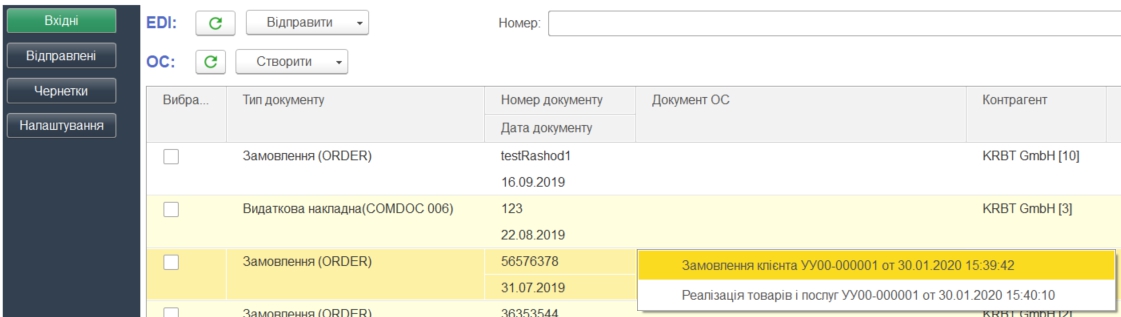 Вхідні
Відправлені
Чернетки
Налаштування
EDI: Відправити Номер:
ОС: Створити
Вибра... Тип документу Номер документу Документ ОС Контрагент
Дата документу
Замовлення (ORDER) testRashod1 KRBT GmbH [10]
16.09.2019
Видаткова накладна(COMDOC 006) 123 KRBT GmbH [3]
22.08.2019
Замовлення (ORDER) 56576378 Замовлення клієнта УУ00-000001 от 30.01.2020 15:39:42
31.07.2019 Реалізація товарів і послуг УУ00-000001 от 30.01.2020 15:40:10
Замовлення (ORDER) 36353544 KRBT GmbH [2]